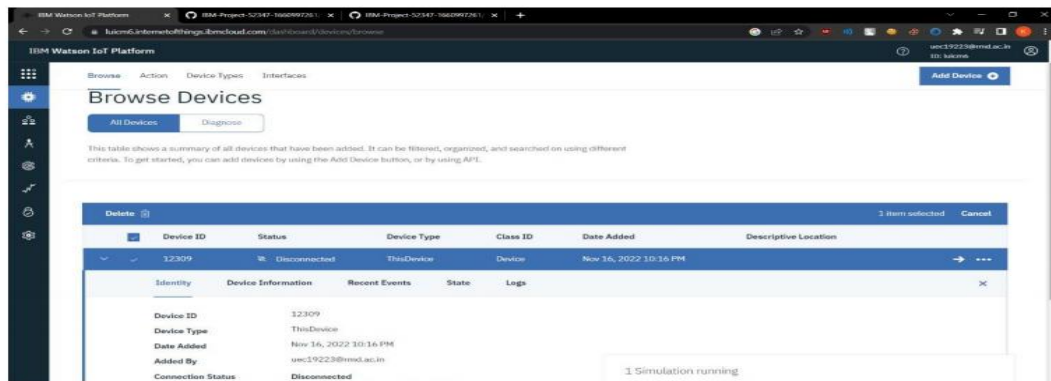 IBM Watson IoT Platform
IBM-Project-52347-1660997261/
IBM-Project-52347-1660997261/
luicm6.internetofthings.ibmcloud.com/dashboard/devices/browse
IBM Watson IoT Platform
uec19223@rmd.ac.in
ID: luicm6
Browse Action Device Types Interfaces
Add Device
Browse Devices
All Devices Diagnose
This table shows a summary of all devices that have been added. It can be filtered, organized, and searched on using different
criteria. To get started, you can add devices by using the Add Device button, or by using API.
Delete 1 item selected Cancel
Device ID Status Device Type Class ID Date Added Descriptive Location
12309 Disconnected ThisDevice Device Nov 16, 2022 10:16 PM
Identity Device Information Recent Events State Logs
Device ID 12309
Device Type ThisDevice
Date Added Nov 16, 2022 10:16 PM
Added By uec19223@rmd.ac.in
Connection Status Disconnected
1 Simulation running